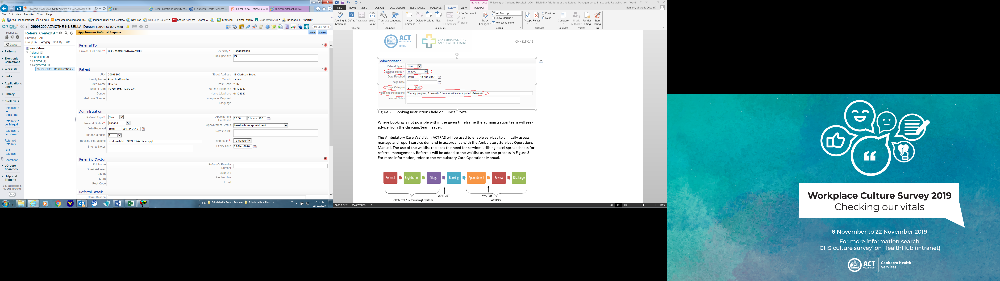 http://clinicalportal.act.gov.au/concerto/Concerto.htm
HR21
Users - Forefront Identity M...
| Canberra Health Services I...
Clinical Portal - Michelle ...
clinicalportal.act.gov.au
File Edit View Favorites Tools Help
ACT Health intranet
Google
Resource Booking and Re...
Independent Living Centre...
New Tab
Web Slice Gallery
Shared Services - Shared ...
InfoMedix - Clinical Patien...
Suggested Sites
Brindabella - Shortcut
ORION HEALTH
20098200 AZMOTHE-KINSELLA, Doreen 10/04/1967 (52 years) F
09-Dec. 12:13
Michelle...
Logout
Patients
Electronic Collections
Worklists
Links
Applications Links
Library
eReferrals
Referrals to be Registered
Referrals to be Triaged
Referrals to be Booked
Returned Referrals
DNA Referrals
Search for
eOrders Searches
Help and Training
You last logged in
09-Dec-19 09:04
Referral Context Am
Showing All
Group By Category Sort By Date
New Referral
Referral (5)
Cancelled (3)
Expired (1)
Registered (1)
09-Dec-2019 Rehabilitation - D
Appointment Referral Request
Save Cancel
Referral To
Provider Full Name* DR Christos KATSOGIANNIS
Specialty* Rehabilitation
Sub Specialty PAT
Patient
URN 20098200
Street Address 13 Clarkson Street
Family Name Azmothe-Kinsella
Suburb Pearce
Given Name Doreen
Post Code 2607
Date of Birth 10-Apr-1967 12:00 a.m.
Daytime telephone 61128983
Gender
Home telephone 61128983
Medicare Number
Interpreter Required
Language
Administration
Referral Type* New
Appointment Date/Time 00:00 01-Jan-1900
Referral Status* Triaged
Appointment Status Need to book appointment
Date Received 10:01 09-Dec-2019
Notes to GP
Triage Category 2
Booking Instructions Next available RASSUC Ax Clinic appt
Expires In* 12 Months
Internal Notes
Expiry Date 08-Dec-2020
Referring Doctor
Full Name
Referrer's Provider Number
Street Address
Suburb
Telephone
State
Fax Number
Post Code
Email
Referral Details
Referral Reason
Links
Brindabella Rehab Services
Brindabella - Shortcut
12:13 PM
09/12/2019
PICTURE TOOLS
University of Canberra Hospital (UCH) - Eligibility, Prioritisation and Referral Management to Brindabella Rehabilitation - Word
FILE HOME INSERT DESIGN PAGE LAYOUT REFERENCES MAILINGS REVIEW VIEW FORMAT
Bennett, Michelle (Health)
Spelling & Grammar
Define
Thesaurus
Word Count
Translate
Language
New Comment
Delete
Previous
Next
Show Comments
Ink Comment
Pen
Eraser
Track Changes
All Markup
Show Markup
Reviewing Pane
Accept
Reject
Previous
Next
Compare
Block Authors
Restrict Editing
Start Inking
Proofing
Language
Comments
Tracking
Changes
Compare
Protect
Ink
ACT
Government
Health
CANBERRA HOSPITAL
AND HEALTH SERVICES
CHHS18/142
Administration
Referral Type* New
Referral Status* Triaged
Date Received 11:48 14-Aug-2017
Triage Date
Triage Category 2
Booking Instructions Therapy program, 3 x weekly, 3 hour sessions for a period of 4 weeks
Internal Notes
Figure 2 – Booking instructions field on Clinical Portal
Where booking is not possible within the given timeframe the administration team will seek
advice from the clinician/team leader.
The Ambulatory Care Waitlist in ACTPAS will be used to enable services to clinically assess,
manage and report service demand in accordance with the Ambulatory Services Operations
Manual. The use of the waitlist replaces the need for services utilising excel spreadsheets for
referral management. Referrals will be added to the waitlist as per the process in Figure 3.
For more information, refer to the Ambulatory Care Operations Manual.
Referral Registration Triage Booking Appointment Review Discharge
WAITLIST WAITLIST
eReferral / Referral mgt System ACTPAS
PAGE 7 OF 11 2546 WORDS
120%
Workplace Culture Survey 2019
Checking our vitals
8 November to 22 November 2019
For more information search
‘CHS culture survey’ on HealthHub (intranet)
ACT
Government
Canberra Health
Services